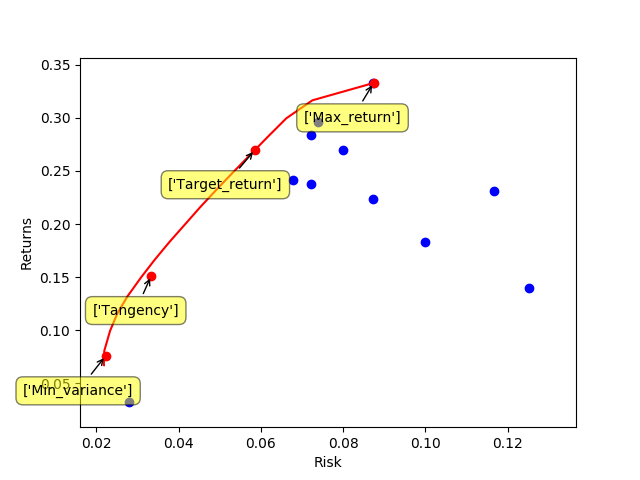 0.35
['Max_return']
0.30
0.25
['Target_return']
0.20
0.15
['Tangency']
0.10
0.05
['Min_variance']
Returns
0.02 0.04 0.06 0.08 0.10 0.12
Risk